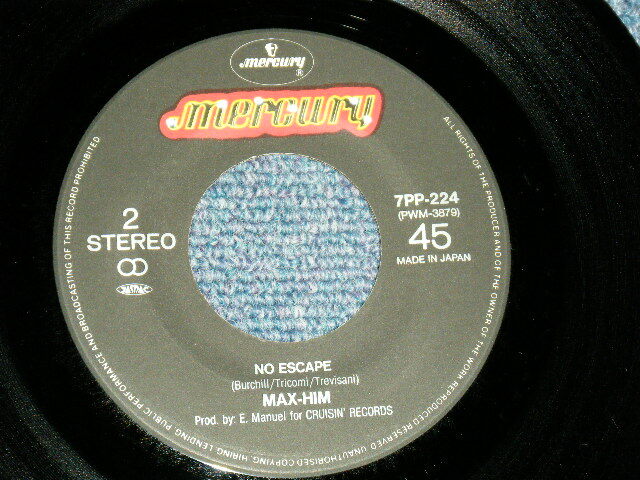 mercury
®
mercury
2
STEREO
JASRAC
7PP-224
(PWM-3879)
45
MADE IN JAPAN
NO ESCAPE
(Burchill/Tricomi/Trevisani)
MAX-HIM
Prod. by: E. Manuel for CRUISIN' RECORDS
ALL RIGHTS OF THE PRODUCER AND OF THE OWNER OF THE WORK REPRODUCED RESERVED. UNAUTHORISED COPYING, HIRING, LENDING, PUBLIC PERFORMANCE AND BROADCASTING OF THIS RECORD PROHIBITED